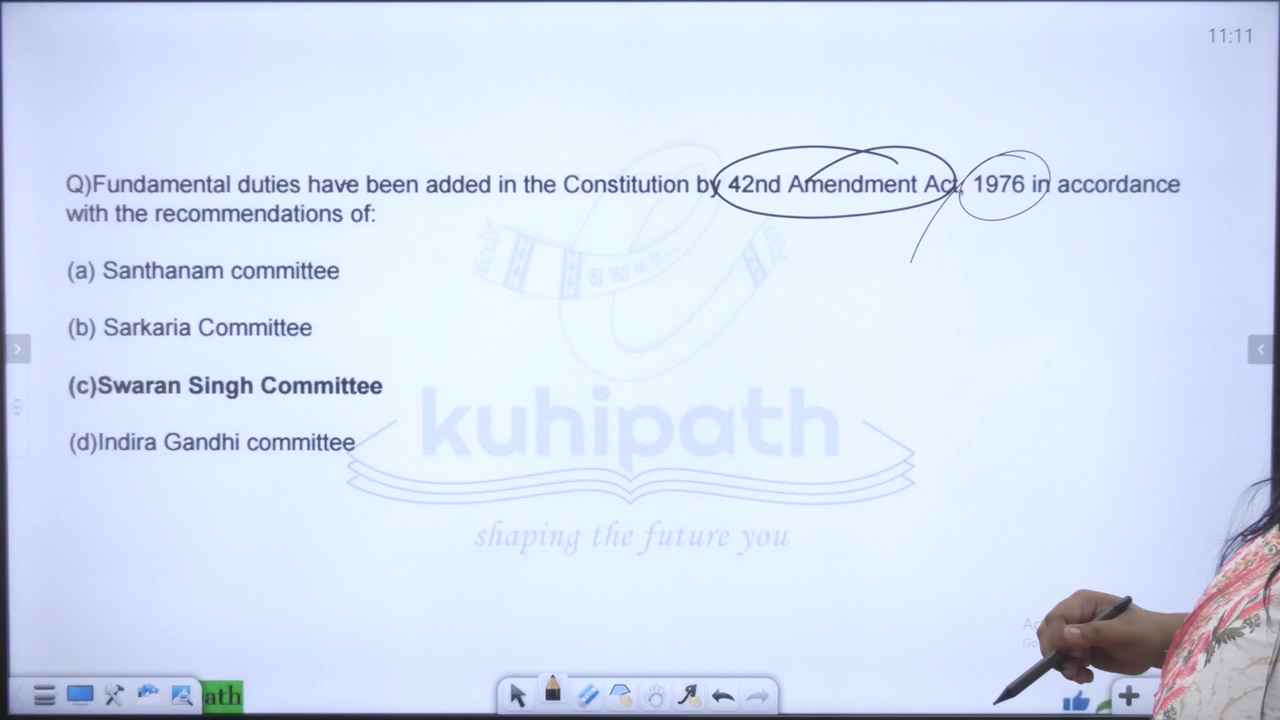 11:11
Q)Fundamental duties have been added in the Constitution by 42nd Amendment Act, 1976 in accordance
with the recommendations of:
(a) Santhanam committee
(b) Sarkaria Committee
(c)Swaran Singh Committee
(d)Indira Gandhi committee
kuhipath
shaping the future you
ath